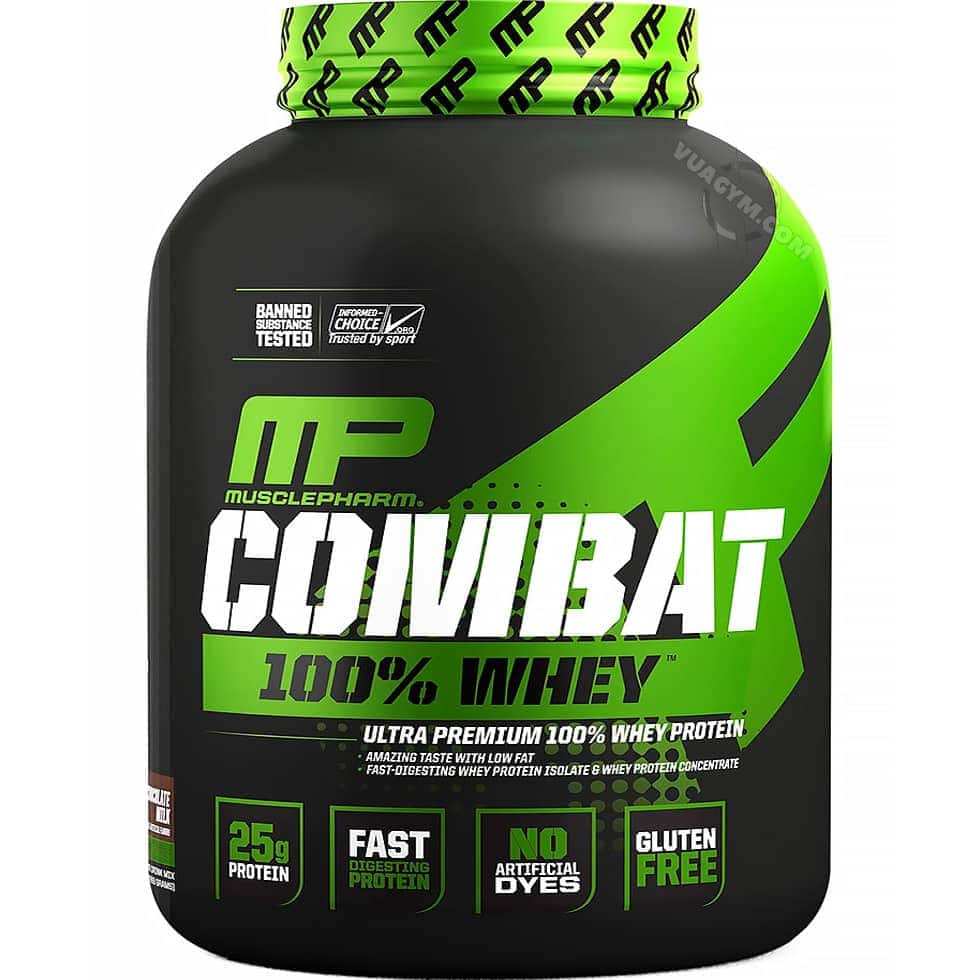 VUAGYM.COM
BANNED
SUBSTANCE
TESTED
INFORMED-
CHOICE
.ORG
Trusted by sport
MP
MUSCLEPHARM®
COMBAT
100% WHEY™
ULTRA PREMIUM 100% WHEY PROTEIN
• AMAZING TASTE WITH LOW FAT
• FAST-DIGESTING WHEY PROTEIN ISOLATE & WHEY PROTEIN CONCENTRATE
MILK
25g
PROTEIN
FAST
DIGESTING
PROTEIN
NO
ARTIFICIAL
DYES
GLUTEN
FREE